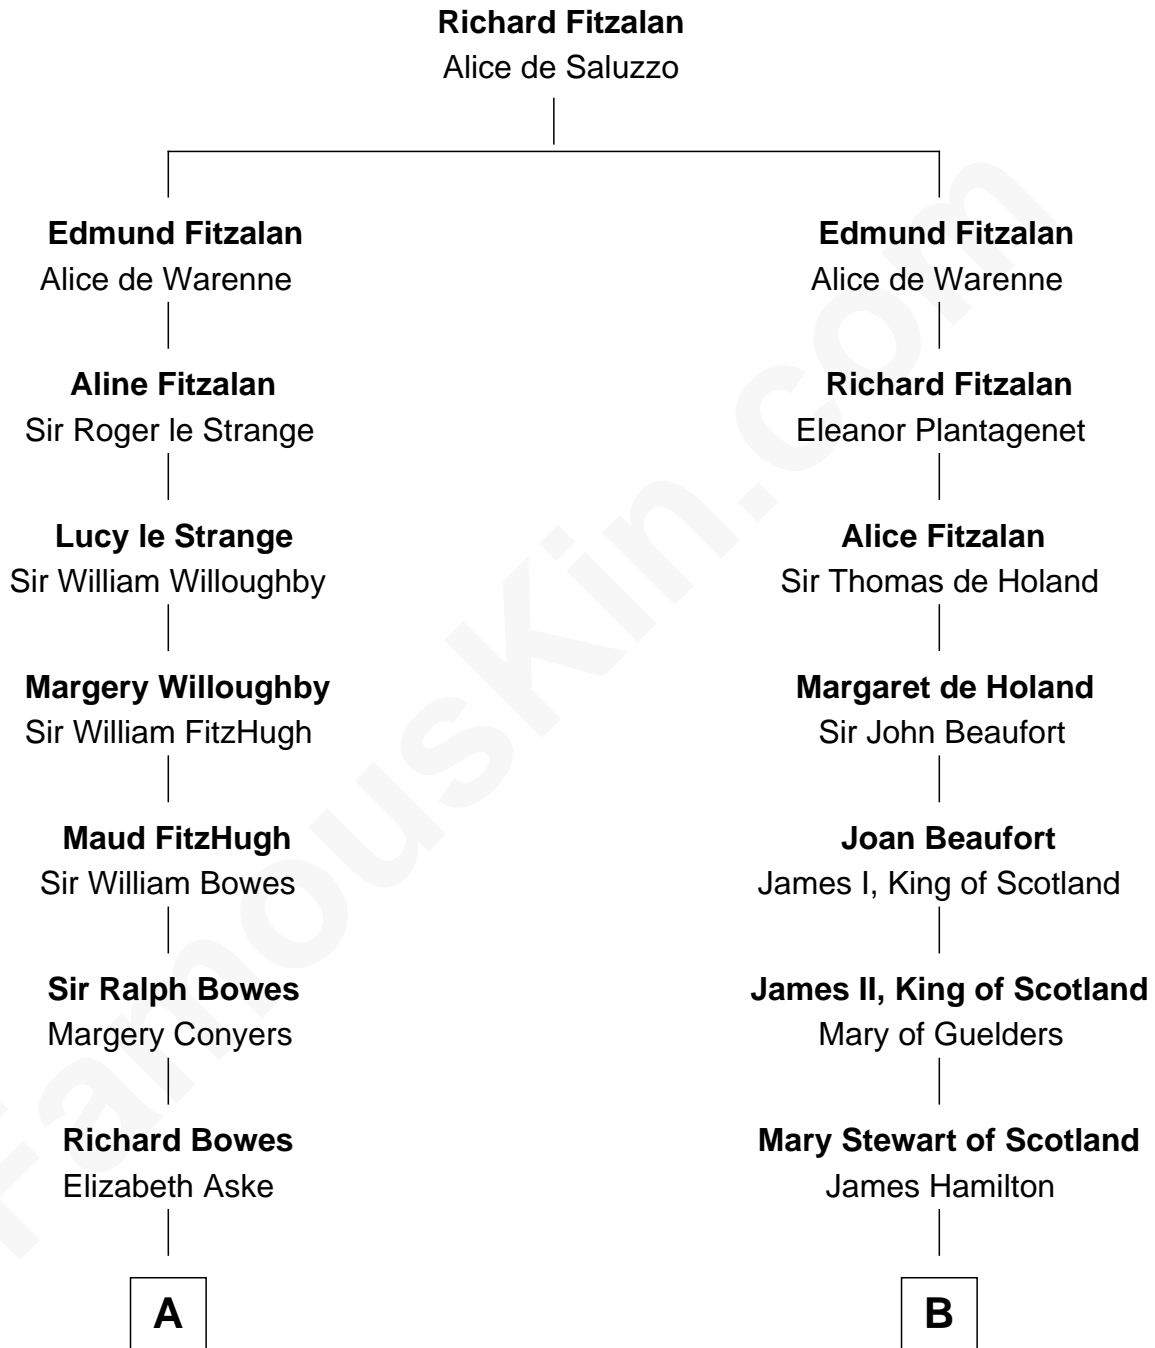 Richard Fitzalan
Alice de Saluzzo
Edmund Fitzalan
Alice de Warenne
Edmund Fitzalan
Alice de Warenne
Aline Fitzalan
Sir Roger le Strange
Richard Fitzalan
Eleanor Plantagenet
Lucy le Strange
Sir William Willoughby
Alice Fitzalan
Sir Thomas de Holand
Margery Willoughby
Sir William FitzHugh
Margaret de Holand
Sir John Beaufort
Maud FitzHugh
Sir William Bowes
Joan Beaufort
James I, King of Scotland
Sir Ralph Bowes
Margery Conyers
James II, King of Scotland
Mary of Guelders
Richard Bowes
Elizabeth Aske
Mary Stewart of Scotland
James Hamilton
A
B
FamousKin.com